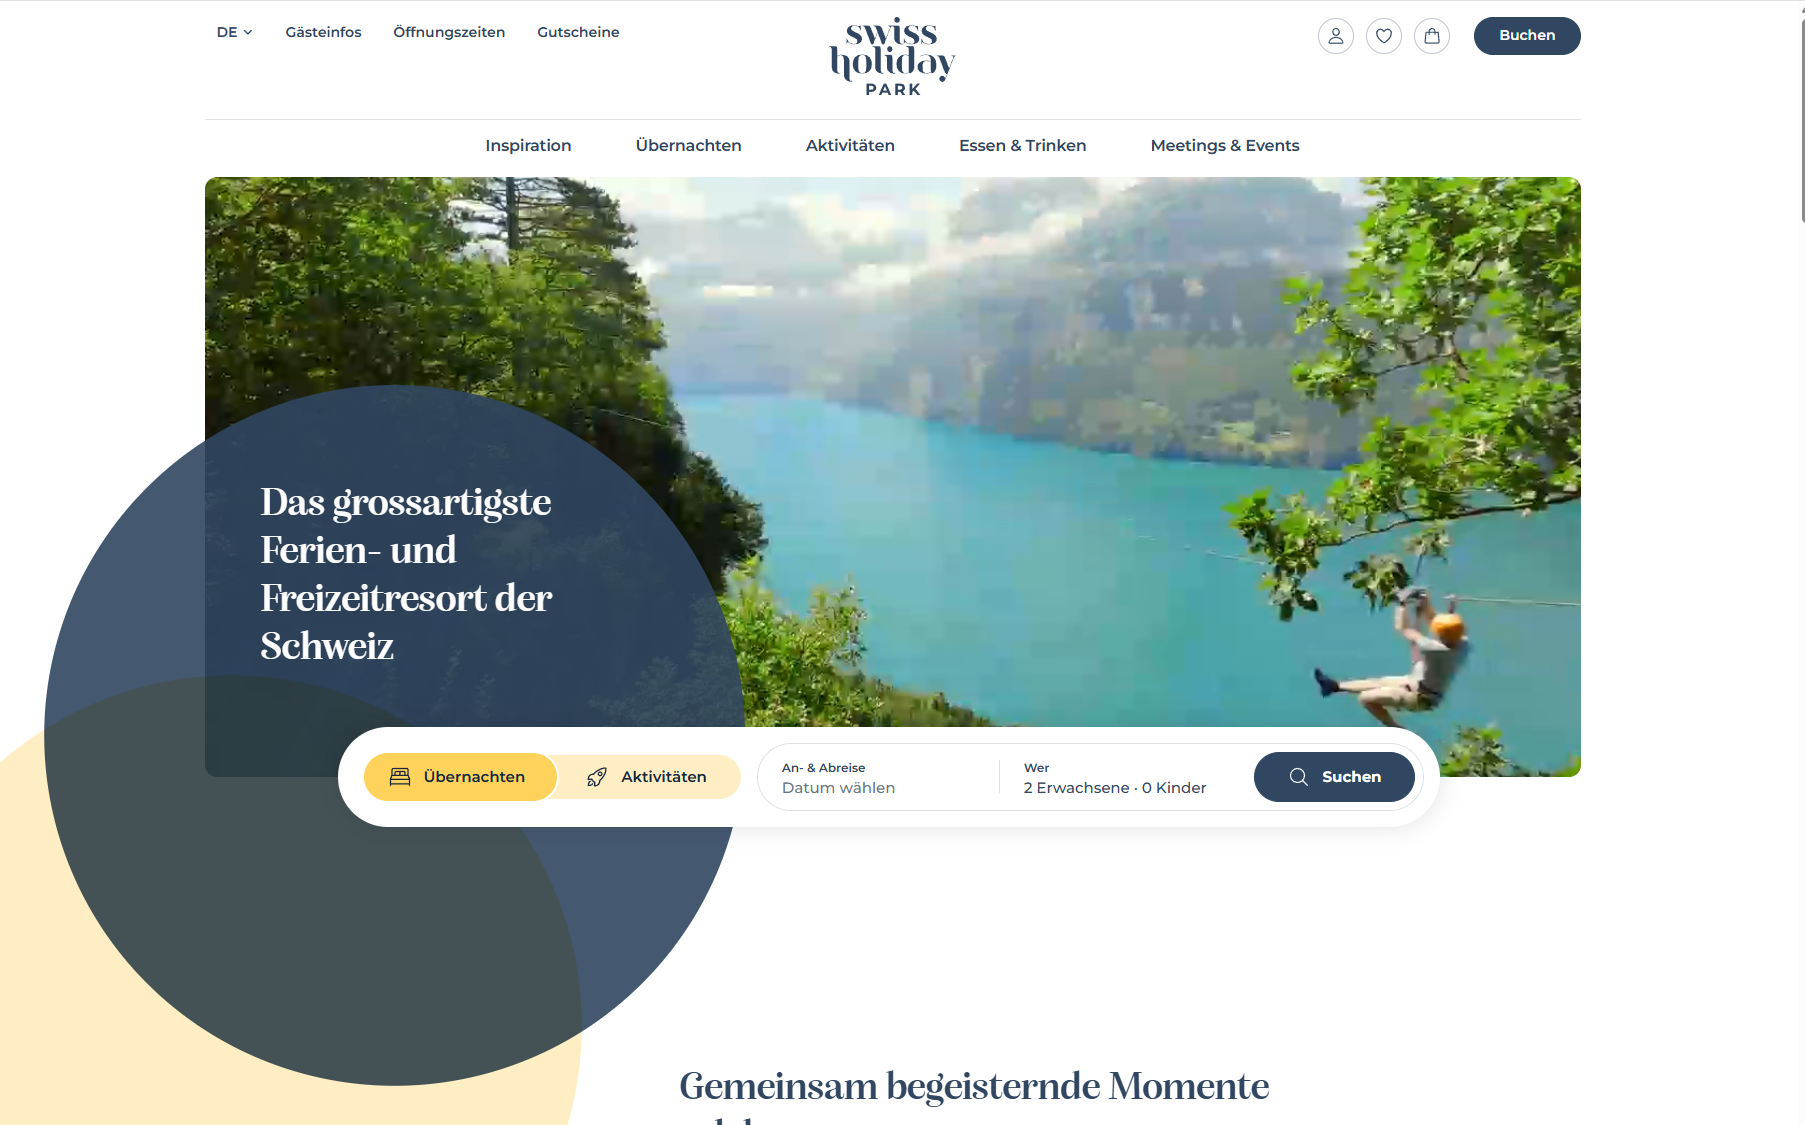 DE
Gästeinfos
Öffnungszeiten
Gutscheine
swiss
holiday
PARK
Buchen
Inspiration
Übernachten
Aktivitäten
Essen & Trinken
Meetings & Events
Das grossartigste
Ferien- und
Freizeitresort der
Schweiz
Übernachten
Aktivitäten
An- & Abreise
Datum wählen
Wer
2 Erwachsene · 0 Kinder
Suchen
Gemeinsam begeisternde Momente